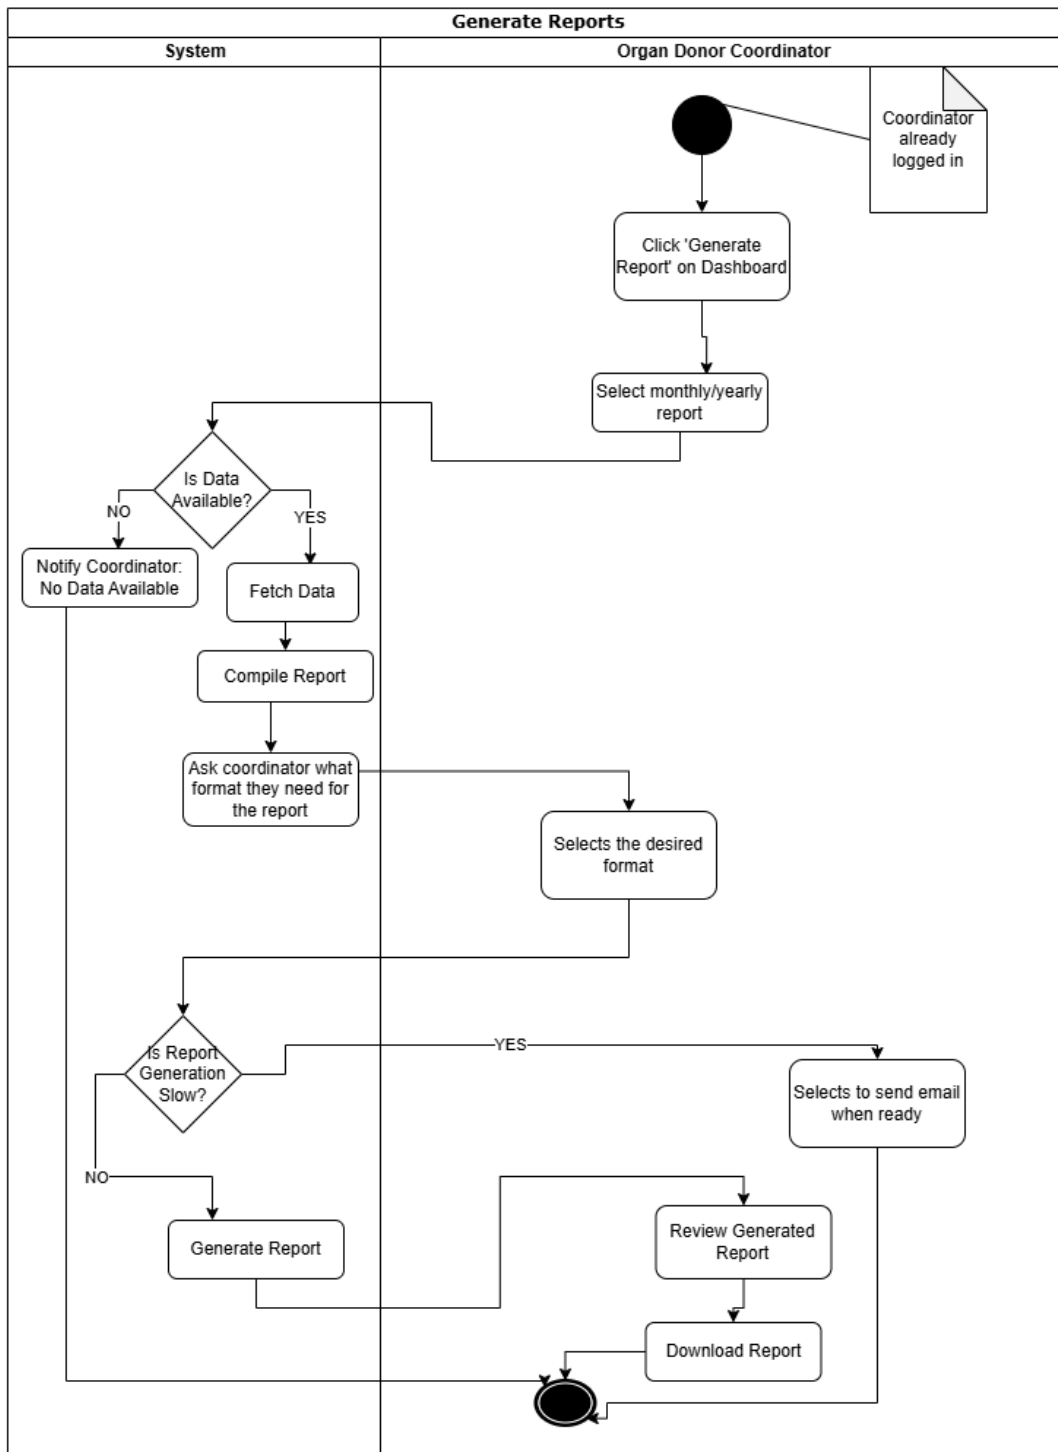 Generate Reports
System
Organ Donor Coordinator
Coordinator
already
logged in
Click 'Generate
Report' on Dashboard
Select monthly/yearly
report
Is Data
Available?
NO
YES
Notify Coordinator:
No Data Available
Fetch Data
Compile Report
Ask coordinator what
format they need for
the report
Selects the desired
format
Is Report
Generation
Slow?
YES
Selects to send email
when ready
NO
Generate Report
Review Generated
Report
Download Report